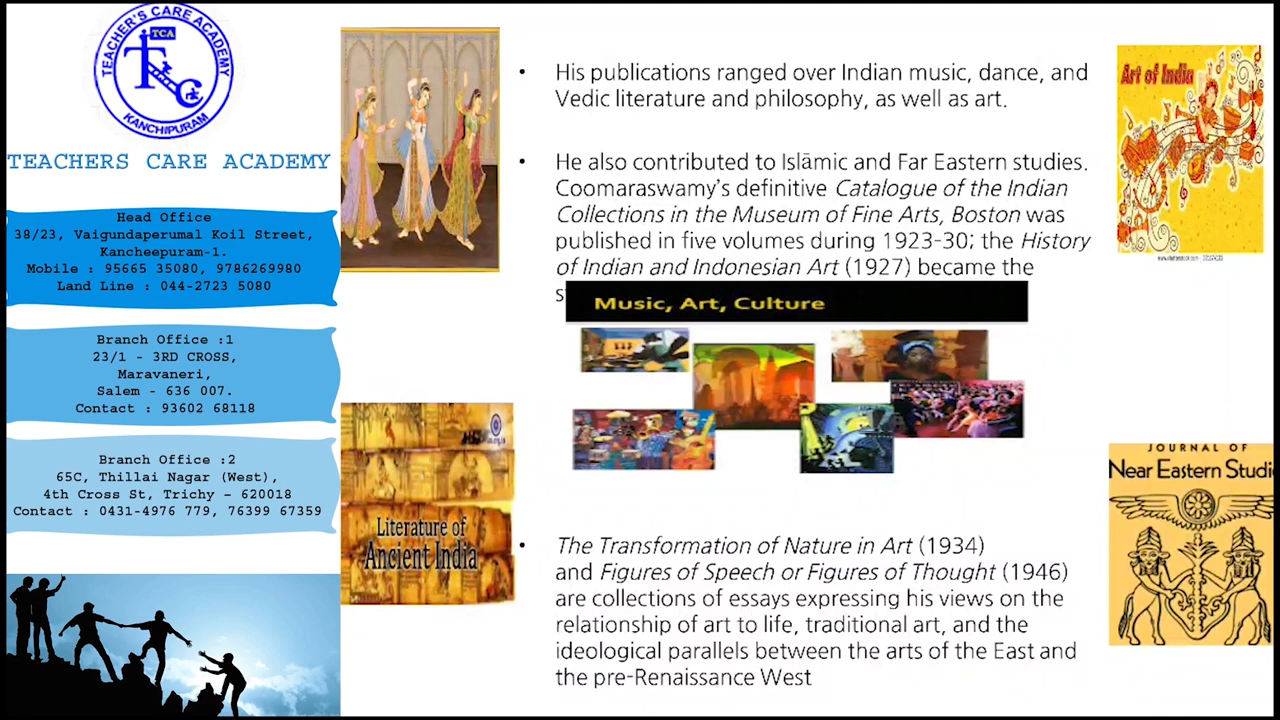 TEACHER'S CARE ACADEMY
TCA
KANCHIPURAM
TEACHERS CARE ACADEMY
Head Office
38/23, Vaigundaperumal Koil Street,
Kancheepuram-1.
Mobile : 95665 35080, 9786269980
Land Line : 044-2723 5080
Branch Office :1
23/1 - 3RD CROSS,
Maravaneri,
Salem - 636 007.
Contact : 93602 68118
Branch Office :2
65C, Thillai Nagar (West),
4th Cross St, Trichy – 620018
Contact : 0431-4976 779, 76399 67359
• His publications ranged over Indian music, dance, and
Vedic literature and philosophy, as well as art.
• He also contributed to Islāmic and Far Eastern studies.
Coomaraswamy's definitive Catalogue of the Indian
Collections in the Museum of Fine Arts, Boston was
published in five volumes during 1923-30; the History
of Indian and Indonesian Art (1927) became the
Music, Art, Culture
• The Transformation of Nature in Art (1934)
and Figures of Speech or Figures of Thought (1946)
are collections of essays expressing his views on the
relationship of art to life, traditional art, and the
ideological parallels between the arts of the East and
the pre-Renaissance West
Literature of
Ancient India
Art of India
JOURNAL OF
Near Eastern Studi